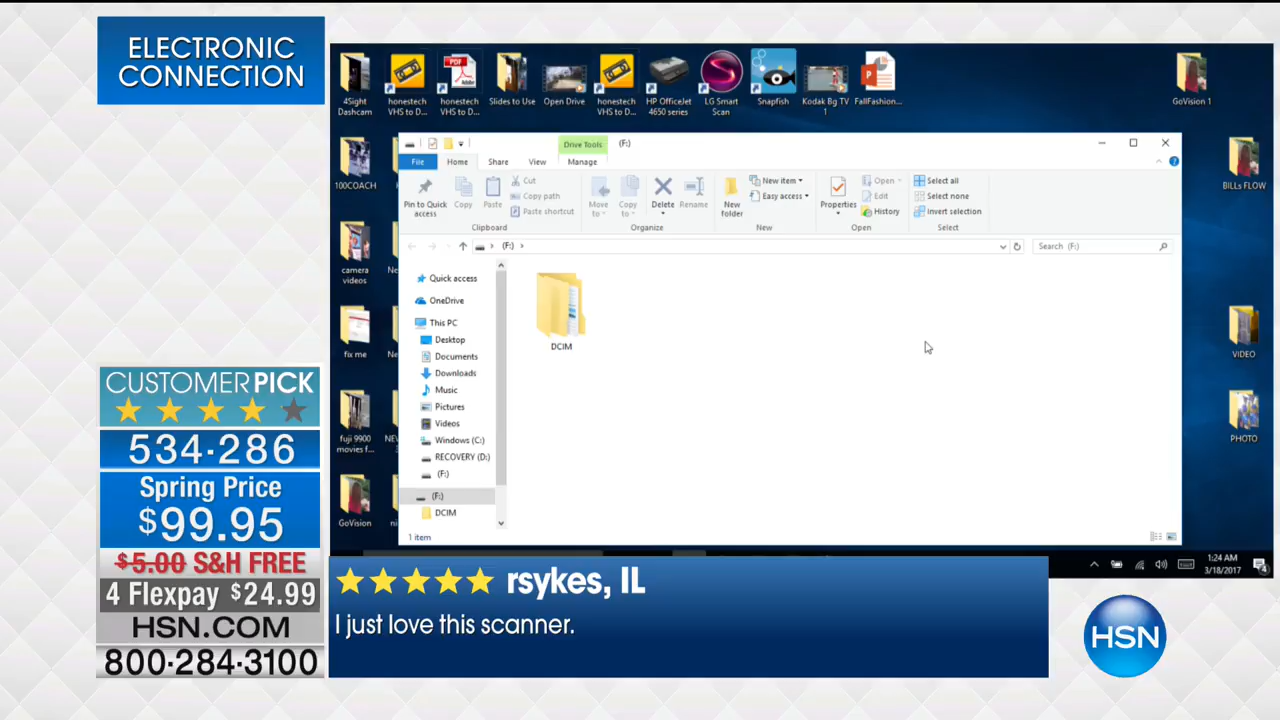 ELECTRONIC
CONNECTION
CUSTOMER PICK
534-286
Spring Price
$99.95
$5.00 S&H FREE
4 Flexpay $24.99
HSN.COM
800-284-3100
4Sight
Dashcam
honestech
VHS to D...
honestech
VHS to D...
Slides to Use
Open Drive
honestech
VHS to D...
HP OfficeJet
4650 series
LG Smart
Scan
Snapfish
Kodak Bg TV
1
FallFashion...
GoVision 1
100COACH
BILLs FLOW
camera
videos
fix me
VIDEO
fuji 9900
movies f...
PHOTO
GoVision
Drive Tools
(F:)
File
Home
Share
View
Manage
Pin to Quick
access
Copy
Paste
Cut
Copy path
Paste shortcut
Clipboard
Move
to
Copy
to
Delete
Rename
Organize
New
folder
New item
Easy access
New
Properties
Open
Edit
History
Open
Select all
Select none
Invert selection
Select
(F:)
Search (F:)
Quick access
OneDrive
This PC
Desktop
Documents
Downloads
Music
Pictures
Videos
Windows (C:)
RECOVERY (D:)
(F:)
(F:)
DCIM
DCIM
1 item
1:24 AM
3/18/2017
4
rsykes, IL
I just love this scanner.
HSN